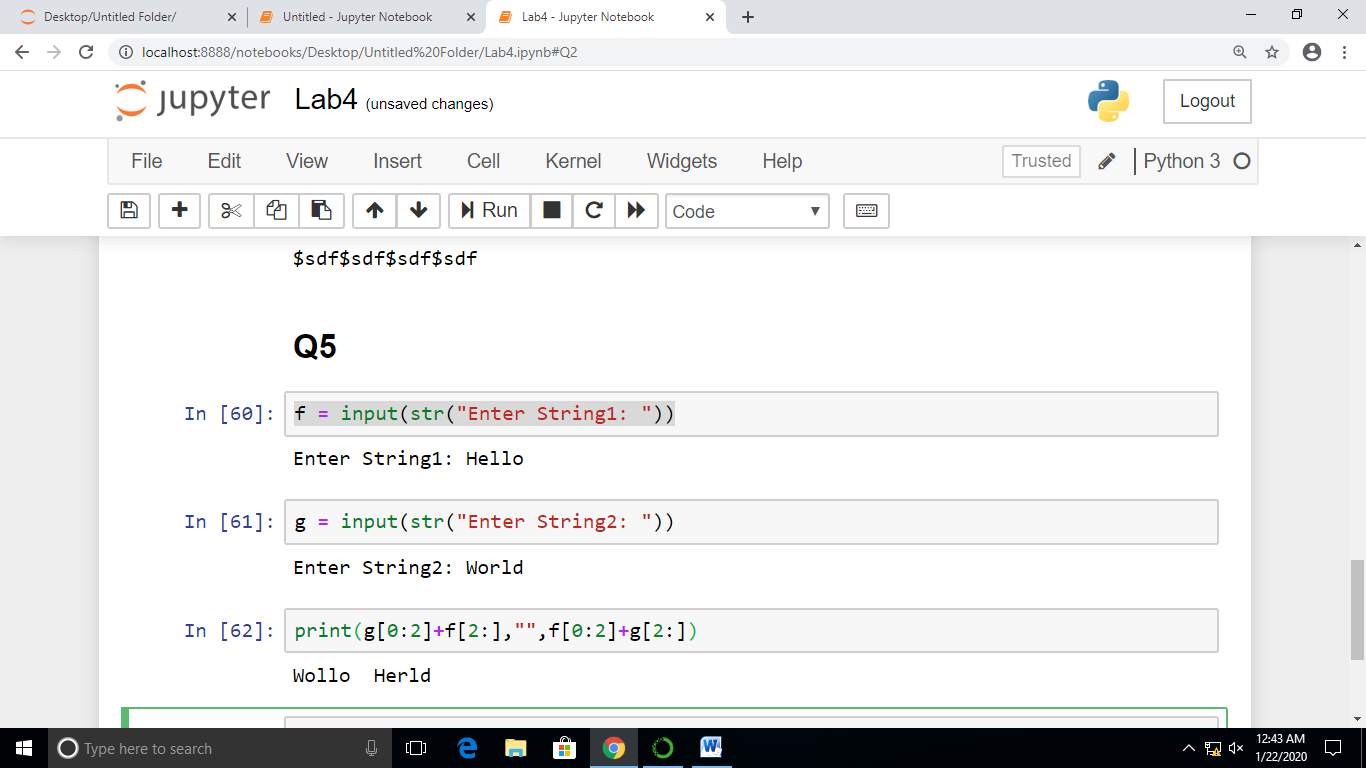 Desktop/Untitled Folder/
Untitled - Jupyter Notebook
Lab4 - Jupyter Notebook
localhost:8888/notebooks/Desktop/Untitled%20Folder/Lab4.ipynb#Q2
jupyter Lab4 (unsaved changes)
Logout
File Edit View Insert Cell Kernel Widgets Help
Trusted
Python 3
Run
Code
$sdf$sdf$sdf$sdf
Q5
In [60]: f = input(str("Enter String1: "))
Enter String1: Hello
In [61]: g = input(str("Enter String2: "))
Enter String2: World
In [62]: print(g[0:2]+f[2:],"",f[0:2]+g[2:])
Wollo  Herld
Type here to search
12:43 AM
1/22/2020